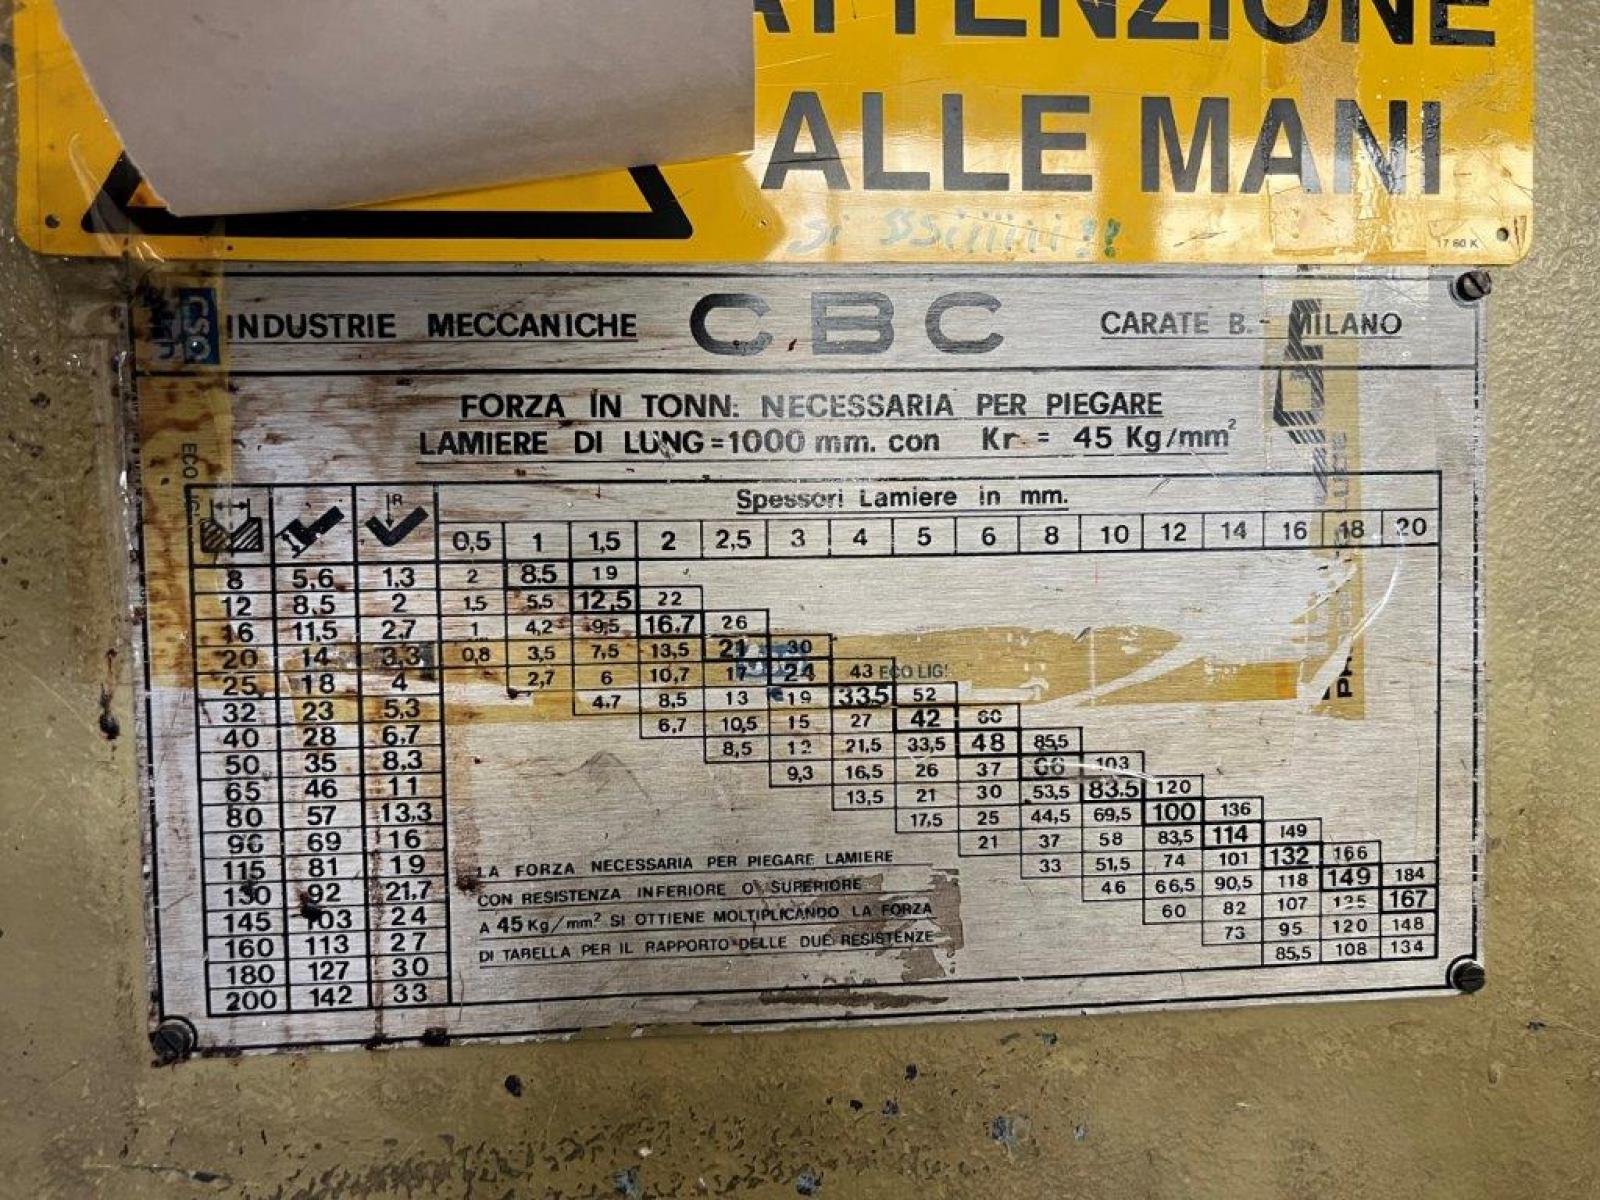 ATTENZIONE
ALLE MANI
si SSsiiiiiii!!
17 60 K
INDUSTRIE MECCANICHE CBC CARATE B. - MILANO
FORZA IN TONN: NECESSARIA PER PIEGARE
LAMIERE DI LUNG = 1000 mm. con Kr = 45 Kg/mm²
R Spessori Lamiere in mm.
0,5 1 1,5 2 2,5 3 4 5 6 8 10 12 14 16 18 20
8 5,6 1,3 2 8.5 19
12 8,5 2 1,5 5,5 12,5 22
16 11,5 2,7 1 4,2 9,5 16.7 26
20 14 3,3 0,8 3,5 7,5 13,5 21 30
25 18 4 2,7 6 10,7 17 24 43 ECO LIG
32 23 5,3 4,7 8,5 13 19 33.5 52
40 28 6,7 6,7 10,5 15 27 42 60
50 35 8,3 8,5 12 21,5 33,5 48 85,5
65 46 11 9,3 16,5 26 37 66 103
80 57 13,3 13,5 21 30 53,5 83.5 120
96 69 16 17,5 25 44,5 69,5 100 136
115 81 19 21 37 58 83,5 114 149
130 92 21,7 33 51,5 74 101 132 166
145 103 24 46 66,5 90,5 118 149 184
160 113 27 60 82 107 135 167
180 127 30 73 95 120 148
200 142 33 85,5 108 134
LA FORZA NECESSARIA PER PIEGARE LAMIERE
CON RESISTENZA INFERIORE O SUPERIORE
A 45 Kg/mm² SI OTTIENE MOLTIPLICANDO LA FORZA
DI TABELLA PER IL RAPPORTO DELLE DUE RESISTENZE